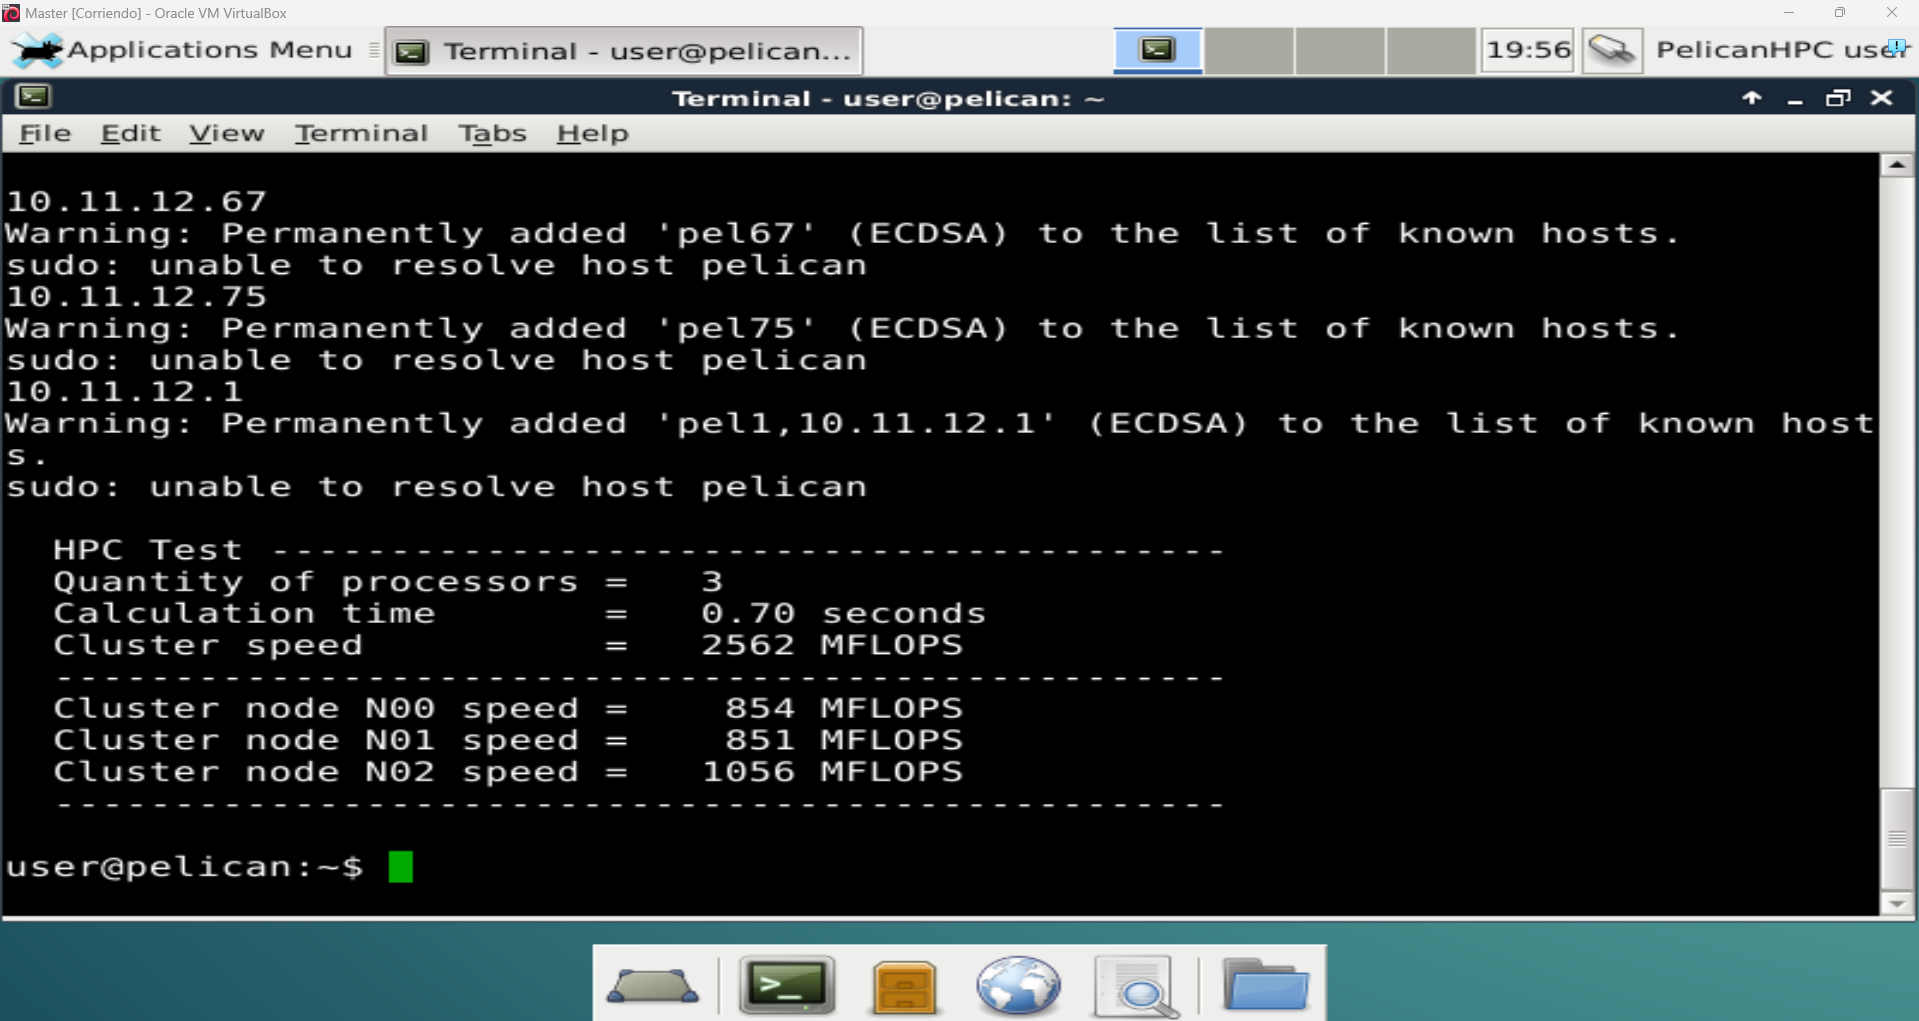 Master [Corriendo] - Oracle VM VirtualBox
Applications Menu Terminal - user@pelican... 19:56 PelicanHPC user
Terminal - user@pelican: ~
File Edit View Terminal Tabs Help
10.11.12.67
Warning: Permanently added 'pel67' (ECDSA) to the list of known hosts.
sudo: unable to resolve host pelican
10.11.12.75
Warning: Permanently added 'pel75' (ECDSA) to the list of known hosts.
sudo: unable to resolve host pelican
10.11.12.1
Warning: Permanently added 'pel1,10.11.12.1' (ECDSA) to the list of known host
s.
sudo: unable to resolve host pelican
HPC Test ----------------------------------------
Quantity of processors = 3
Calculation time = 0.70 seconds
Cluster speed = 2562 MFLOPS
-------------------------------------------------
Cluster node N00 speed = 854 MFLOPS
Cluster node N01 speed = 851 MFLOPS
Cluster node N02 speed = 1056 MFLOPS
-------------------------------------------------
user@pelican:~$